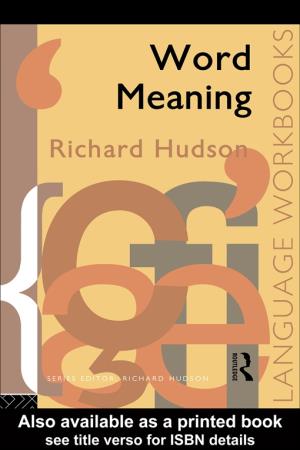 Word
Meaning
Richard Hudson
LANGUAGE WORKBOOKS
SERIES EDITOR: RICHARD HUDSON
ROUTLEDGE
Also available as a printed book
see title verso for ISBN details